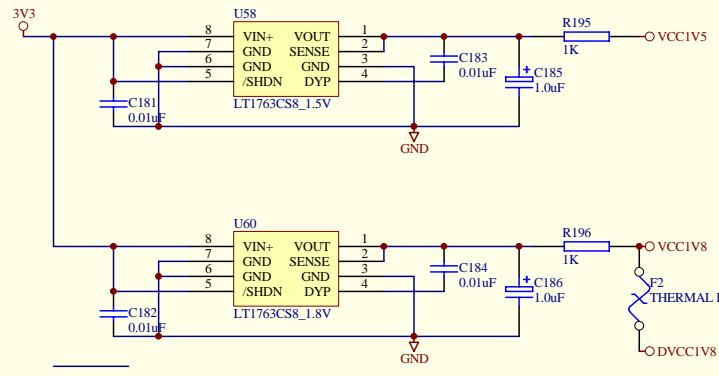 3V3
U58
8 VIN+ VOUT 1
7 GND SENSE 2
6 GND GND 3
5 /SHDN DYP 4
LT1763CS8_1.5V
C181
0.01uF
C183
0.01uF
C185
1.0uF
R195
1K
VCC1V5
GND
U60
8 VIN+ VOUT 1
7 GND SENSE 2
6 GND GND 3
5 /SHDN DYP 4
LT1763CS8_1.8V
C182
0.01uF
C184
0.01uF
C186
1.0uF
R196
1K
VCC1V8
F2
THERMAL
DVCC1V8
GND